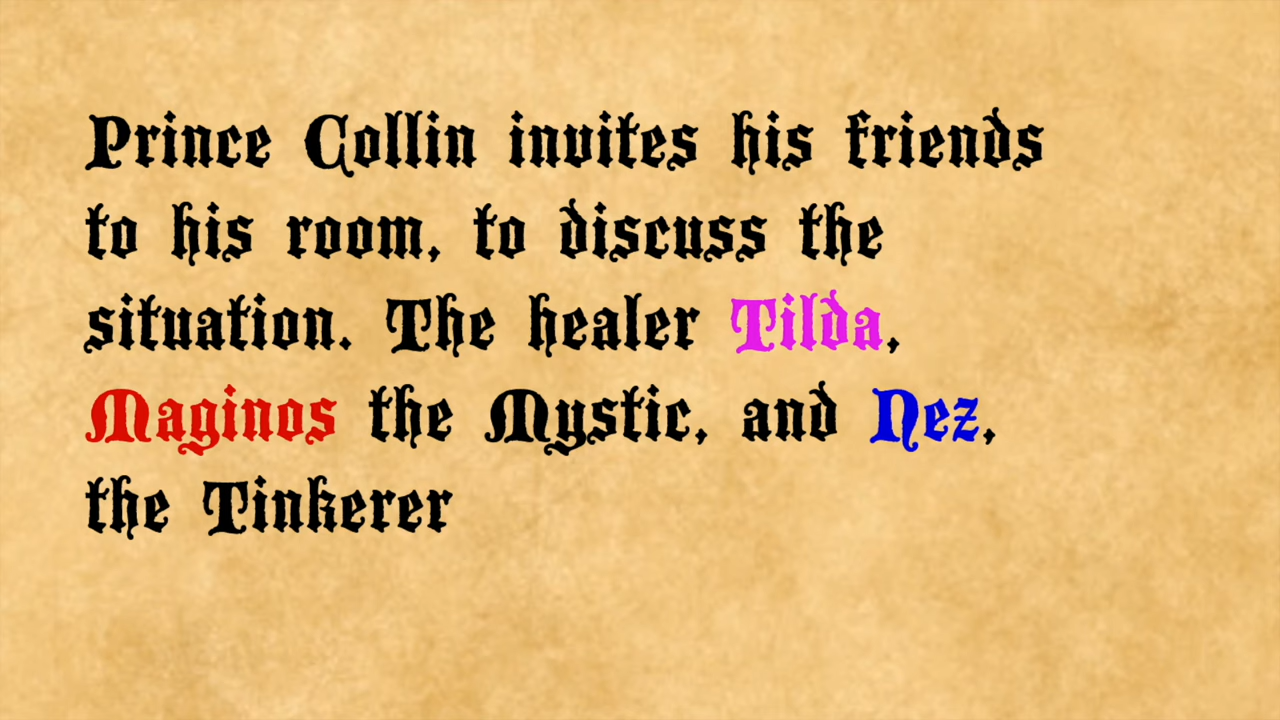 Prince Collin invites his friends
to his room, to discuss the
situation. The healer Tilda,
Maginos the Mystic, and Nez,
the Tinkerer